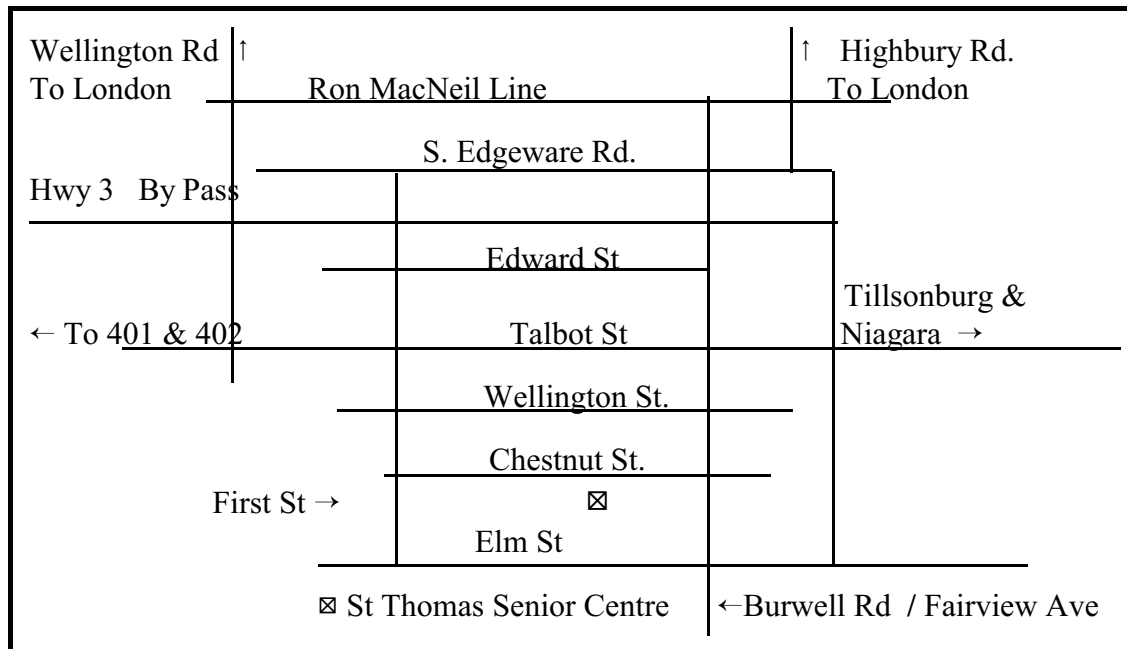 Wellington Rd ↑ ↑ Highbury Rd.
To London Ron MacNeil Line To London
S. Edgeware Rd.
Hwy 3 By Pass
Edward St
Tillsonburg &
← To 401 & 402 Talbot St Niagara →
Wellington St.
Chestnut St.
First St → ☒
Elm St
☒ St Thomas Senior Centre ←Burwell Rd / Fairview Ave